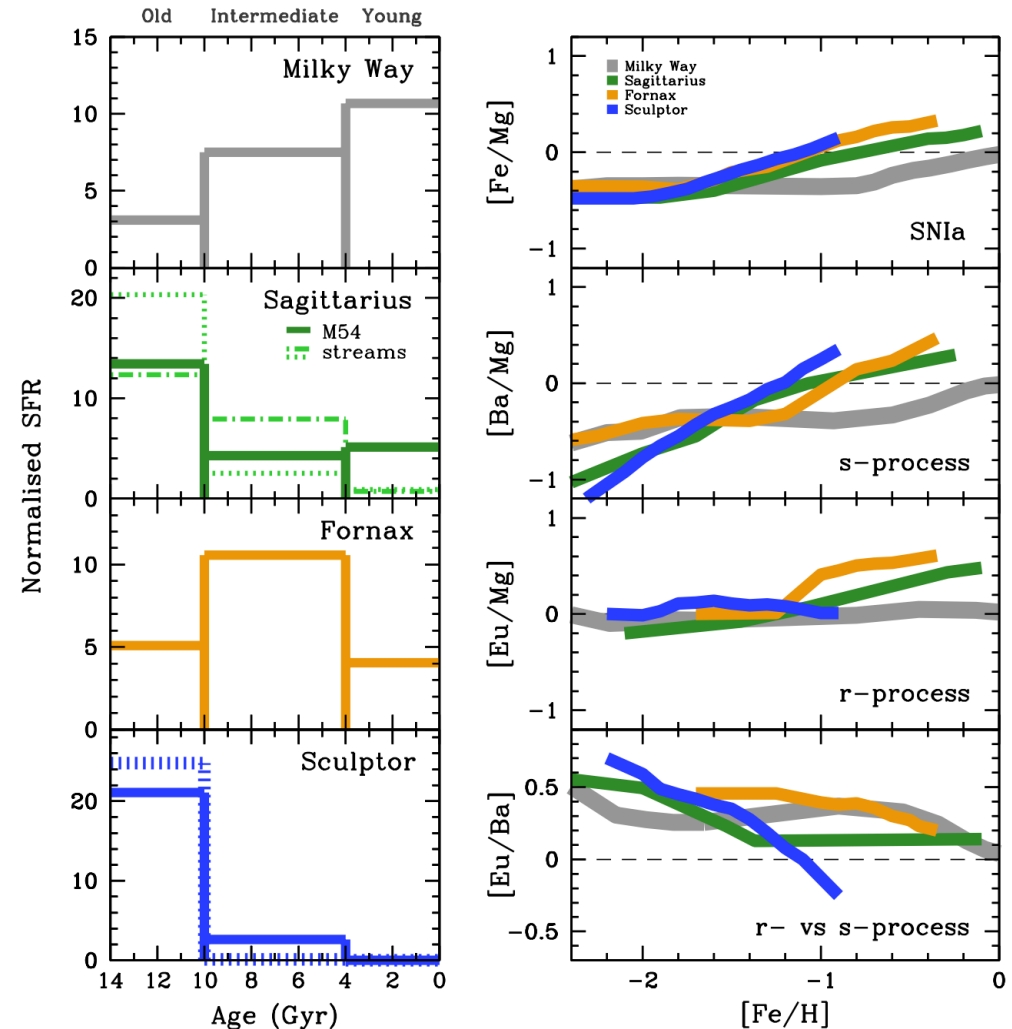 Old Intermediate Young
Normalised SFR
15
10
5
0
Milky Way
20
10
0
Sagittarius
M54
streams
10
5
0
Fornax
20
10
0
Sculptor
14 12 10 8 6 4 2 0
Age (Gyr)
[Fe/Mg]
1
0
−1
Milky Way
Sagittarius
Fornax
Sculptor
SNIa
[Ba/Mg]
1
0
−1
s-process
[Eu/Mg]
1
0
−1
r-process
[Eu/Ba]
0.5
0
−0.5
r- vs s-process
−2 −1 0
[Fe/H]